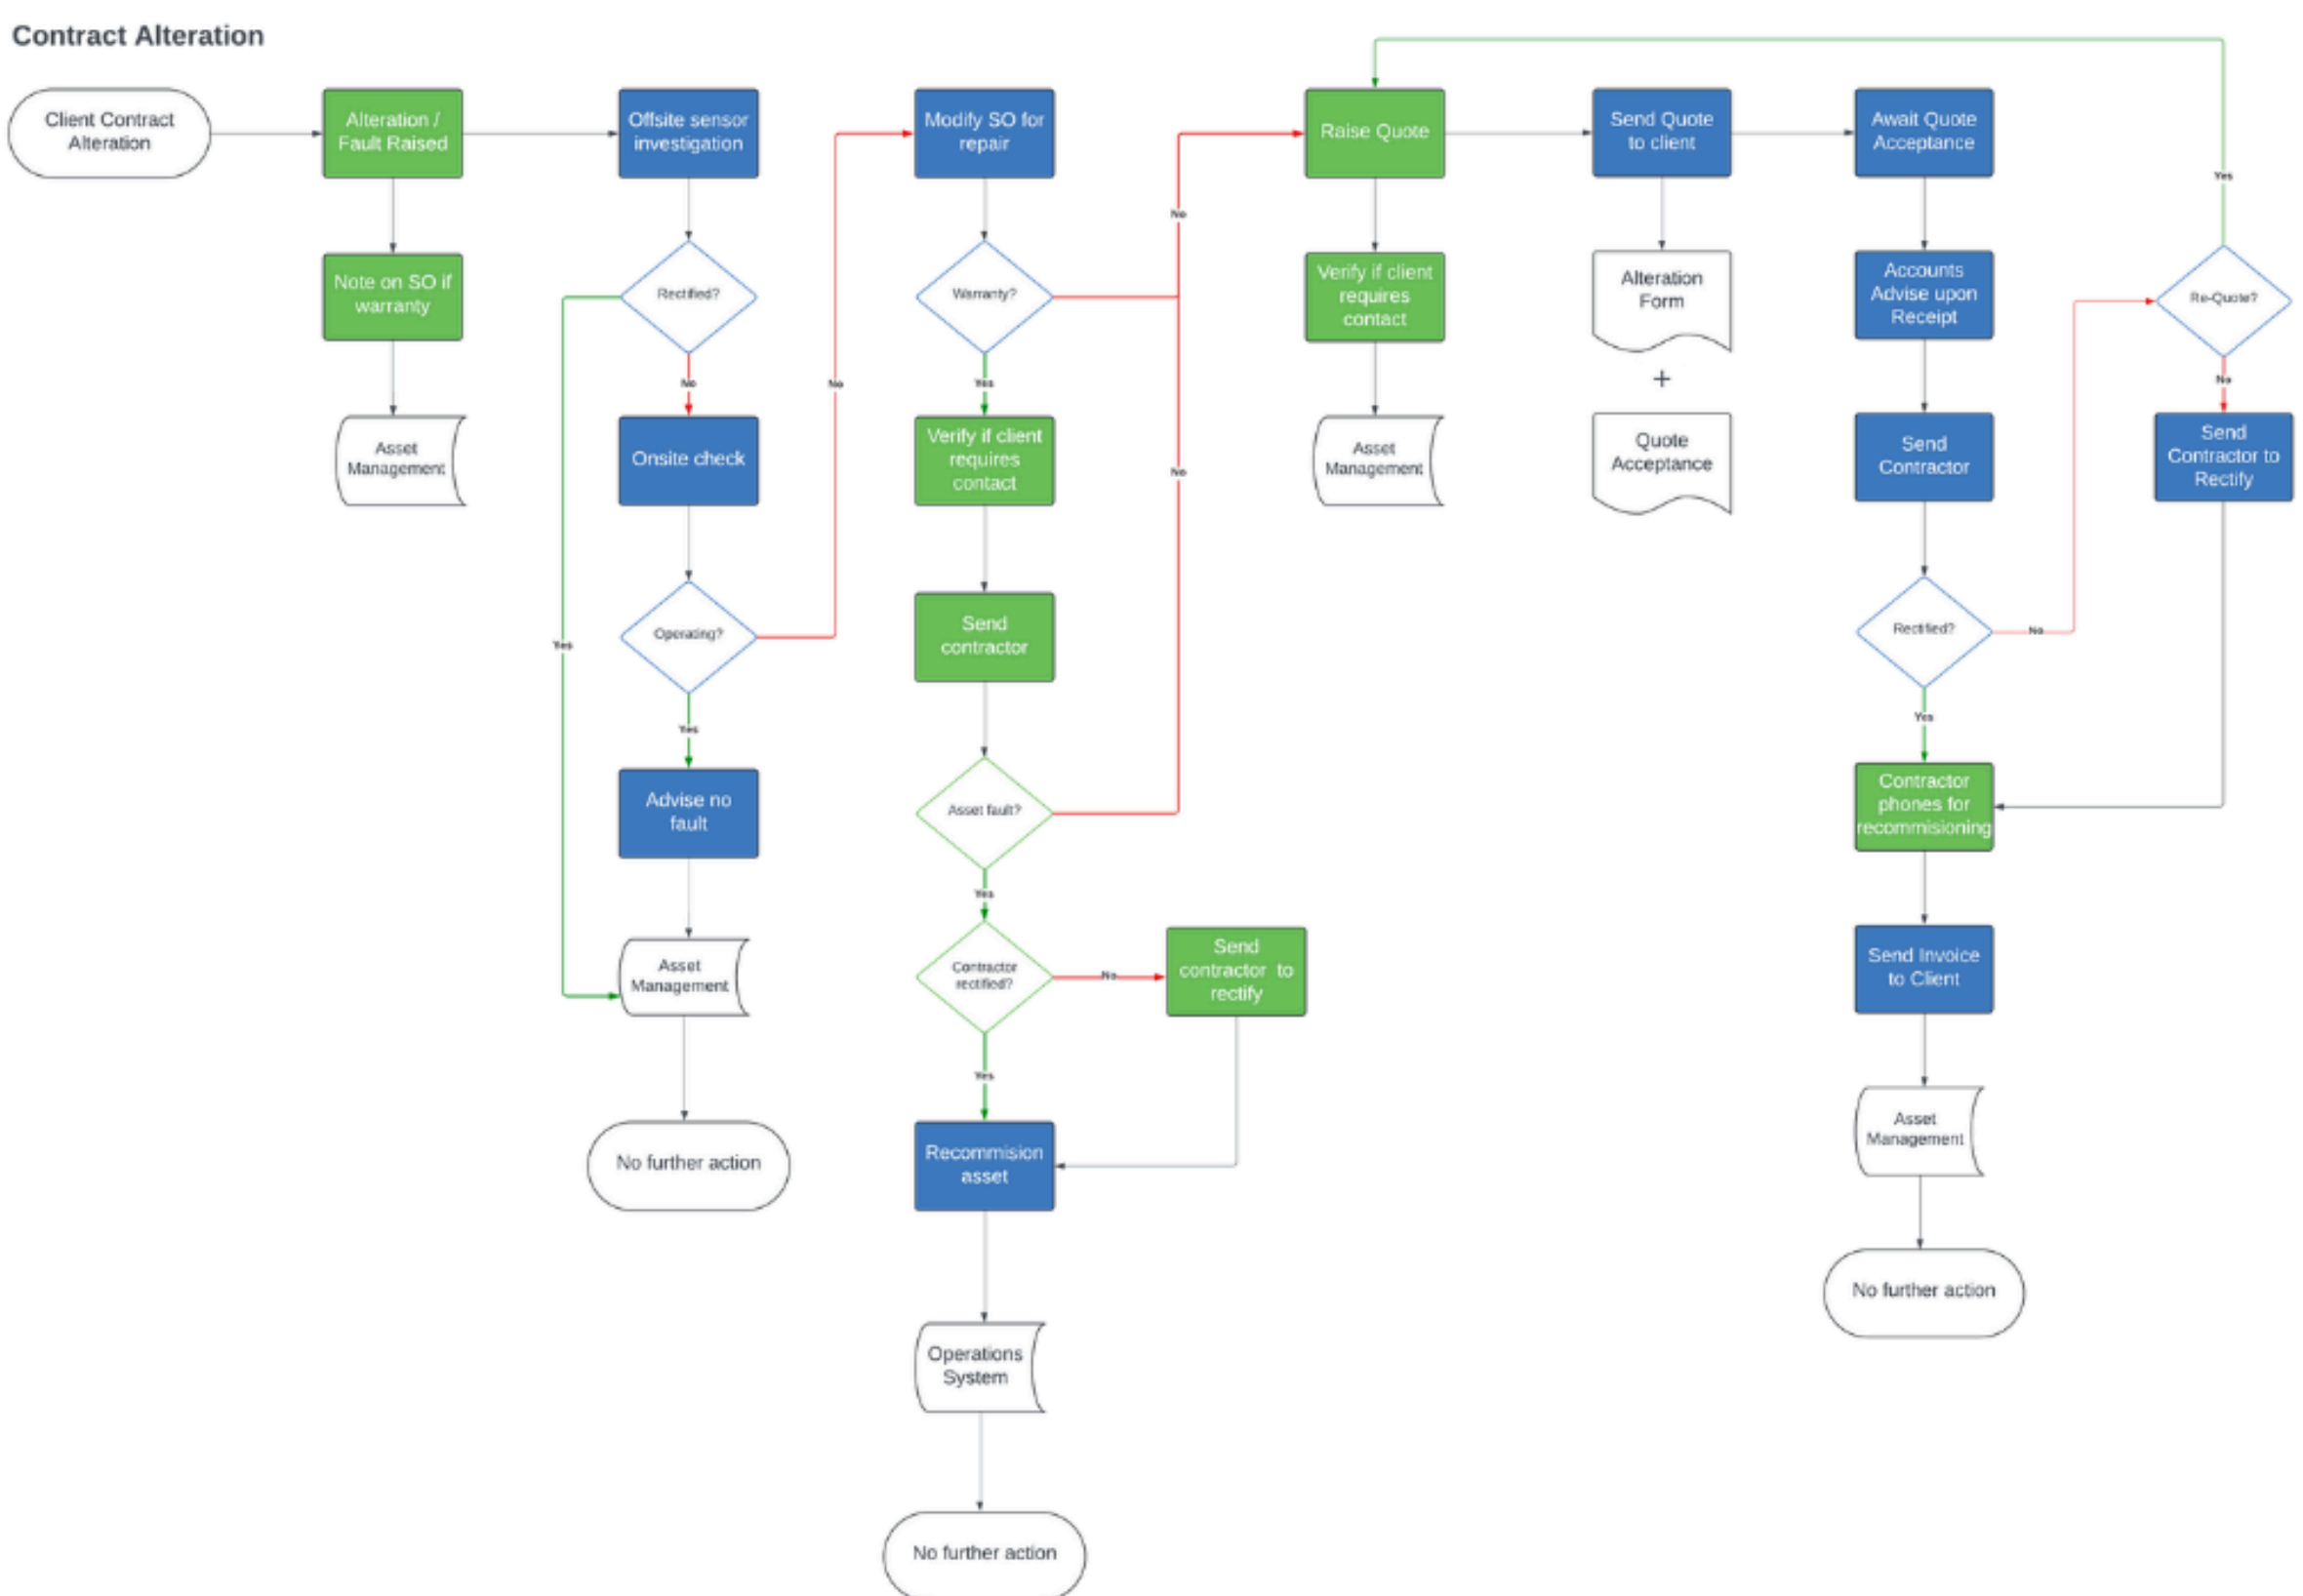 Contract Alteration
Client Contract
Alteration
Alteration /
Fault Raised
Note on SO if
warranty
Asset
Management
Offsite sensor
investigation
Rectified?
Yes
No
Onsite check
Operating?
No
Yes
Advise no
fault
Asset
Management
No further action
Modify SO for
repair
Warranty?
No
Yes
Verify if client
requires
contact
Send
contractor
Asset fault?
No
Yes
Contractor
rectified?
No
Send
contractor to
rectify
Yes
Recommision
asset
Operations
System
No further action
Raise Quote
Verify if client
requires
contact
Asset
Management
Send Quote
to client
Alteration
Form
+
Quote
Acceptance
Await Quote
Acceptance
Accounts
Advise upon
Receipt
Send
Contractor
Rectified?
No
Yes
Contractor
phones for
recommisioning
Send Invoice
to Client
Asset
Management
No further action
Yes
Re-Quote?
No
Send
Contractor to
Rectify